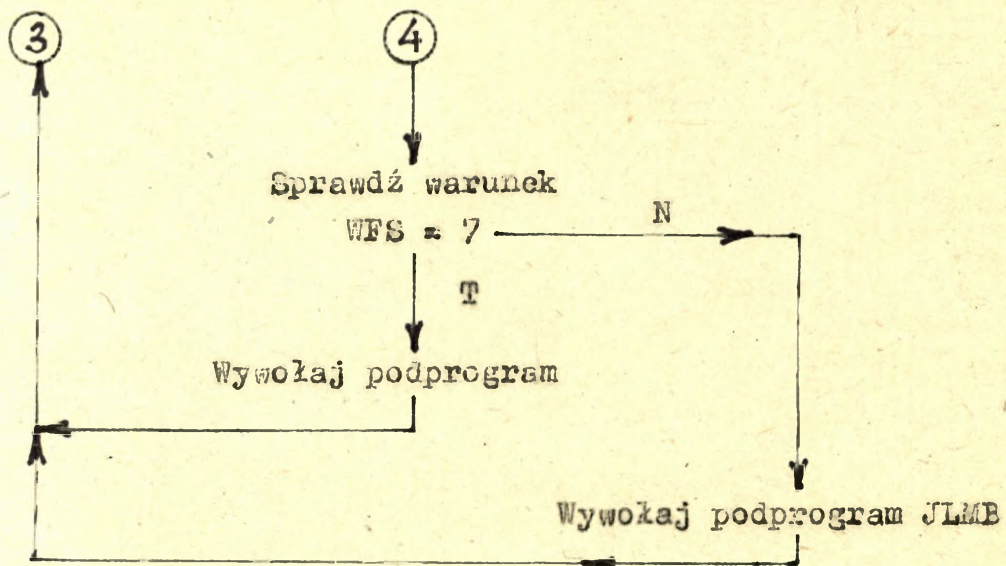 3
4
Sprawdź warunek
WFS = 7
N
T
Wywołaj podprogram
Wywołaj podprogram JLMB